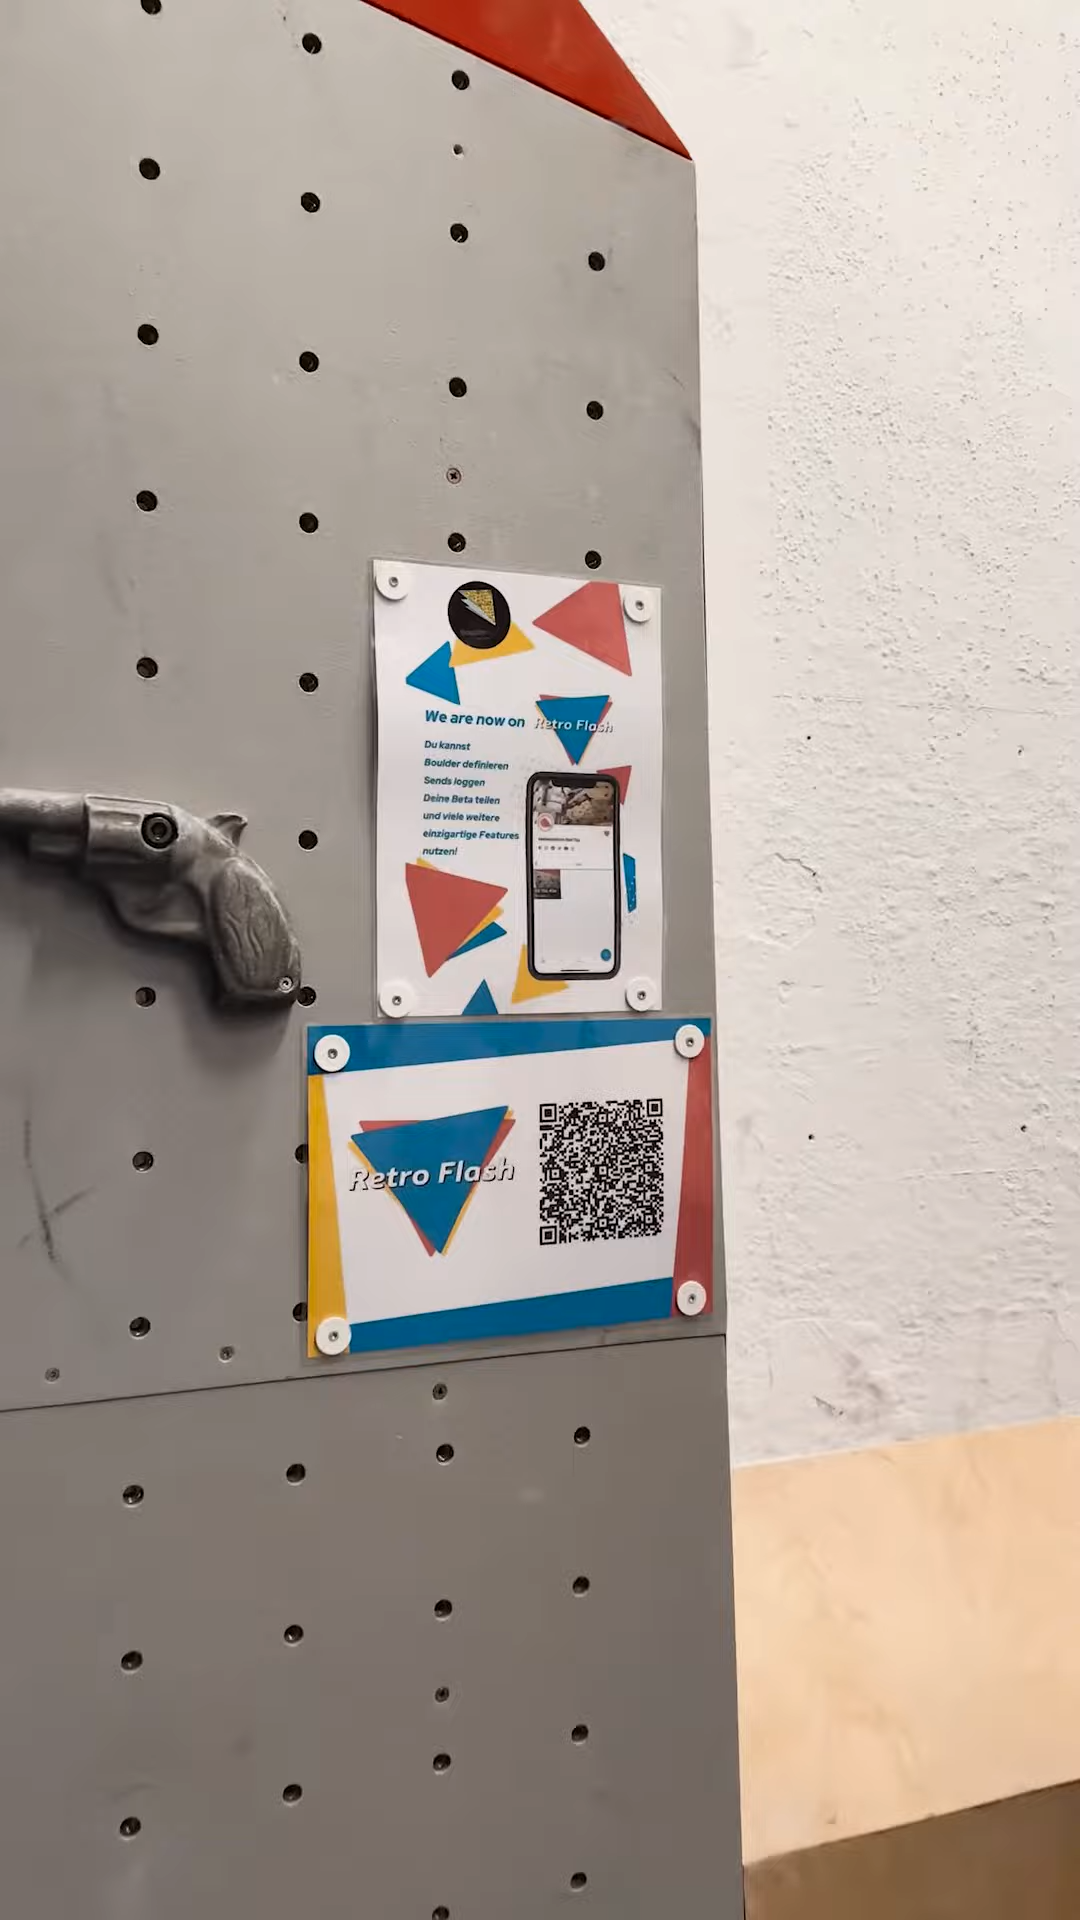 We are now on Retro Flash
Du kannst
Boulder definieren
Sends loggen
Deine Beta teilen
und viele weitere
einzigartige Features
nutzen!
Retro Flash